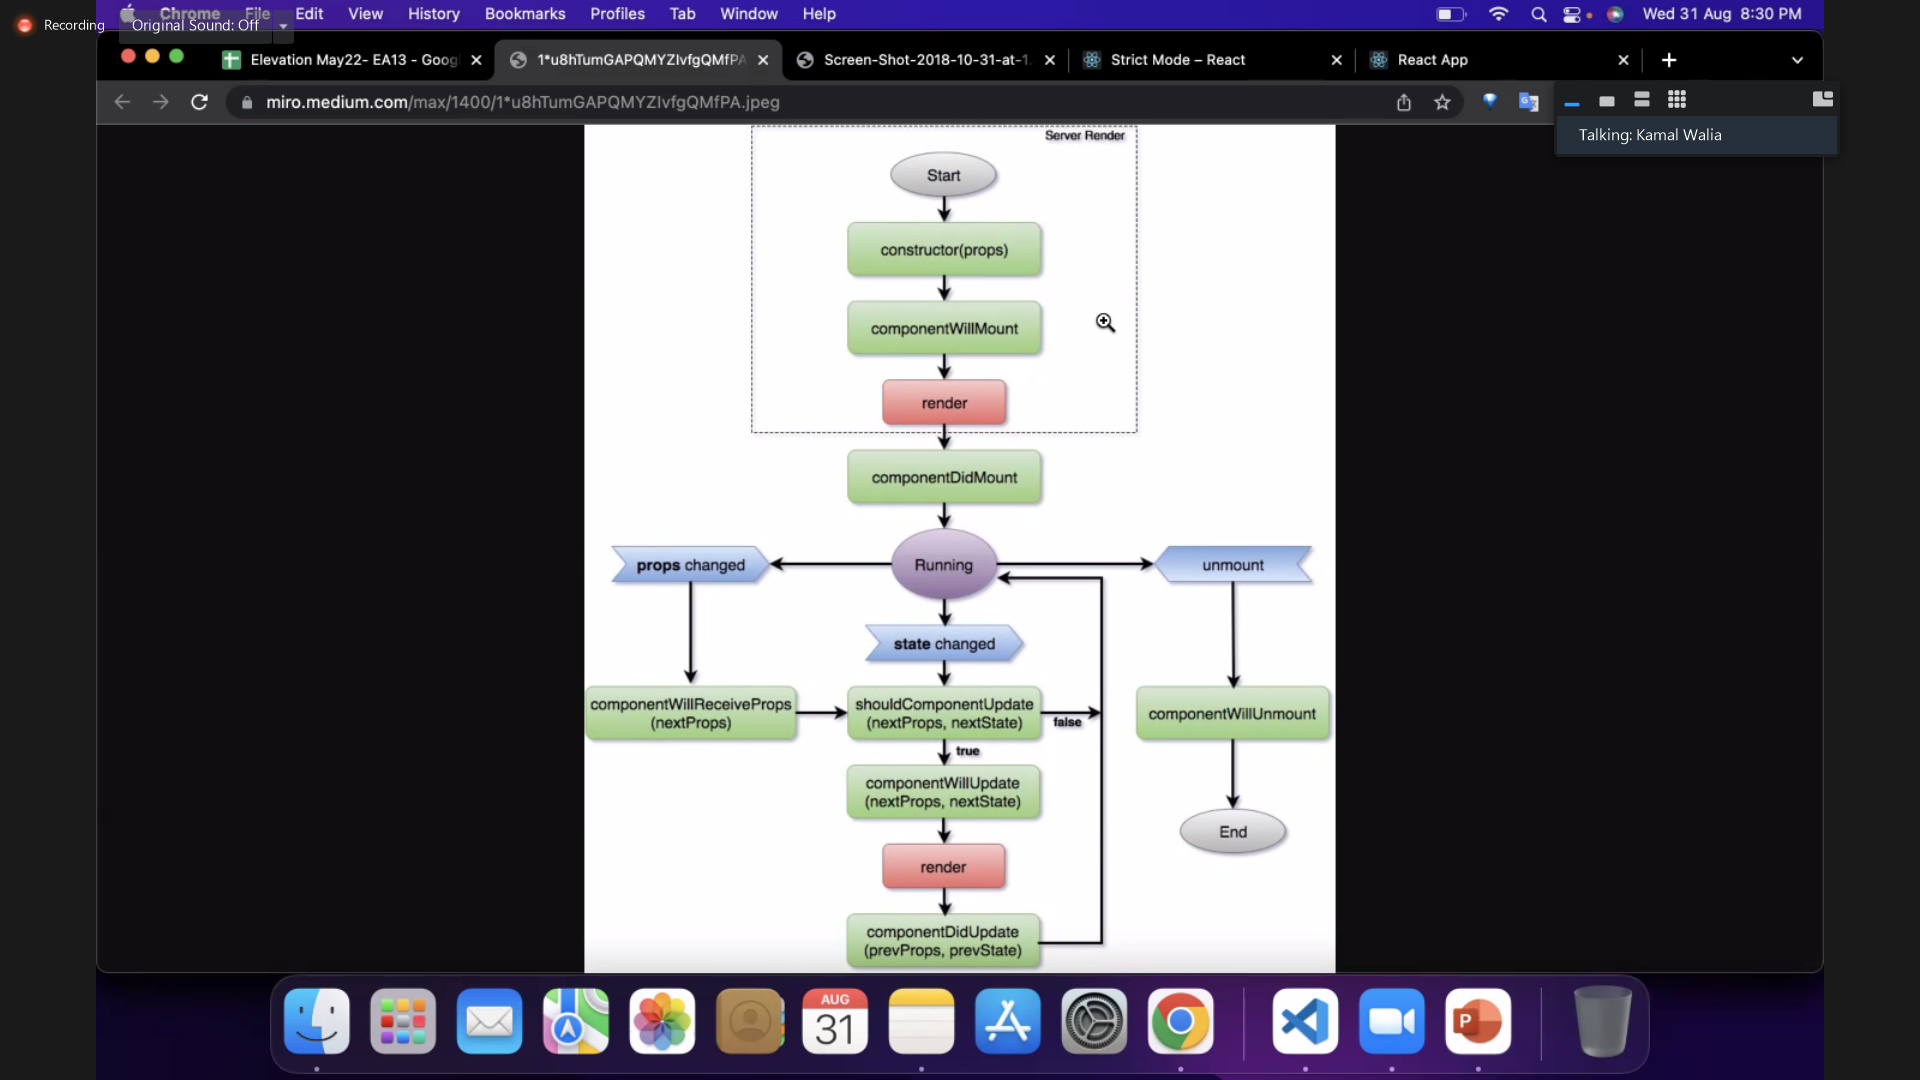 Chrome File Edit View History Bookmarks Profiles Tab Window Help
Wed 31 Aug 8:30 PM
Recording
Original Sound: Off
Elevation May22- EA13 - Goog
1*u8hTumGAPQMYZIvfgQMfPA
Screen-Shot-2018-10-31-at-1.
Strict Mode – React
React App
miro.medium.com/max/1400/1*u8hTumGAPQMYZIvfgQMfPA.jpeg
Talking: Kamal Walia
Server Render
Start
constructor(props)
componentWillMount
render
componentDidMount
props changed
Running
unmount
state changed
componentWillReceiveProps
(nextProps)
shouldComponentUpdate
(nextProps, nextState)
false
componentWillUnmount
true
componentWillUpdate
(nextProps, nextState)
End
render
componentDidUpdate
(prevProps, prevState)
AUG
31
P